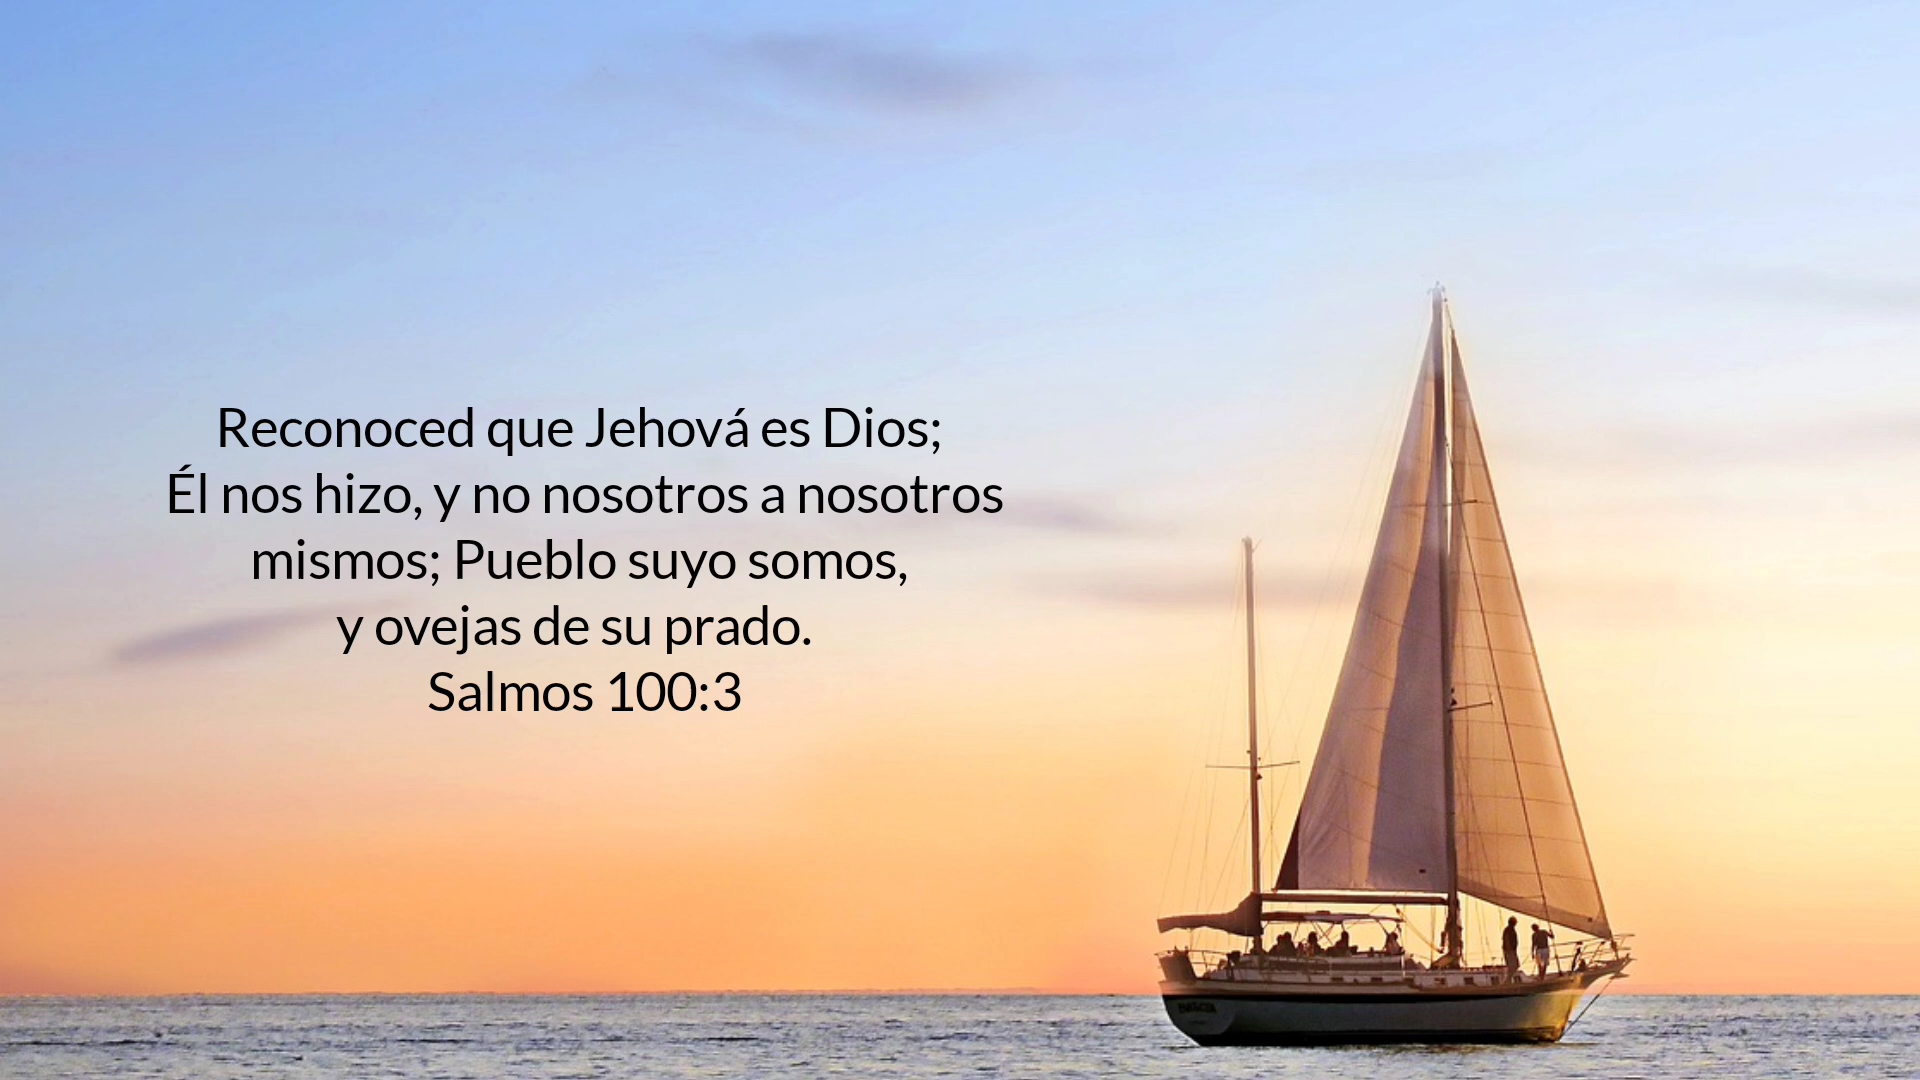 Reconoced que Jehová es Dios;
Él nos hizo, y no nosotros a nosotros
mismos; Pueblo suyo somos,
y ovejas de su prado.
Salmos 100:3